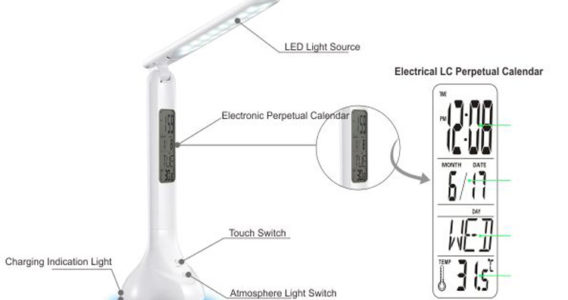 LED Light Source
Electrical LC Perpetual Calendar
TIME
PM 12:08
Electronic Perpetual Calendar
MONTH DATE
6/17
DAY
WED
Touch Switch
Charging Indication Light
TEMP 31.5°C
Atmosphere Light Switch